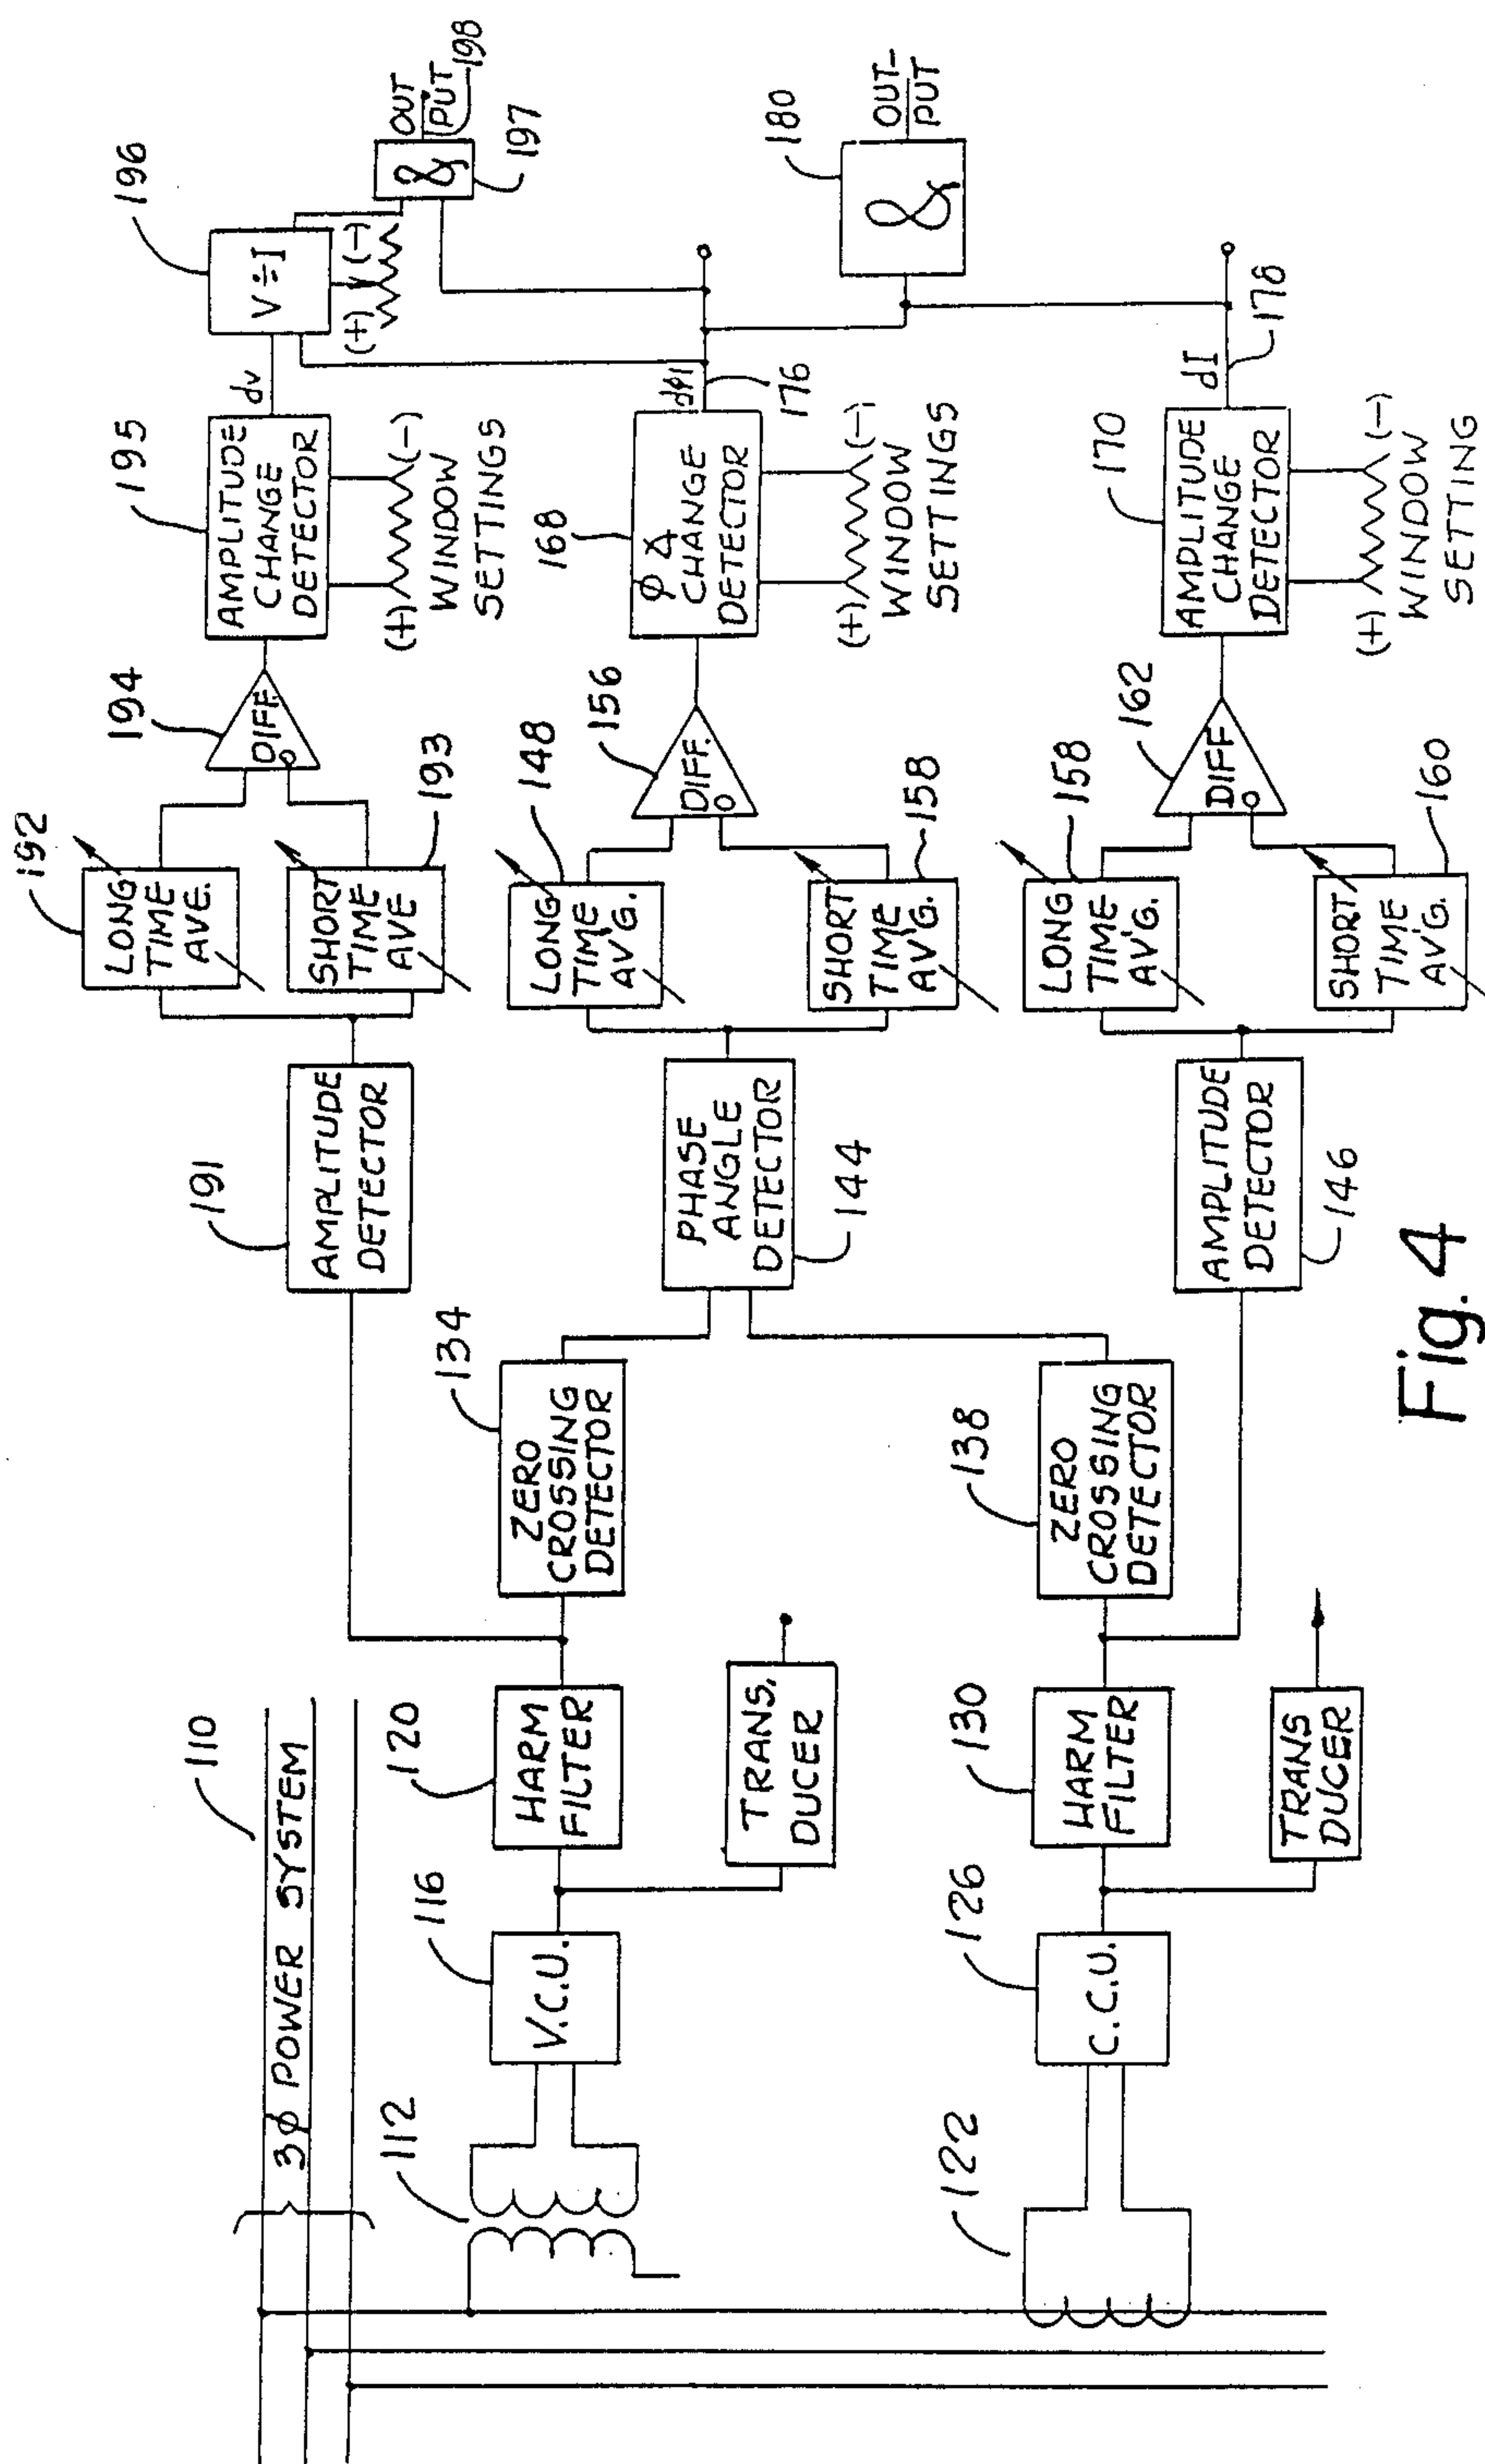 110
3φ POWER SYSTEM
112
116
V.C.U.
120
HARM
FILTER
TRANS,
DUCER
122
126
C.C.U.
130
HARM
FILTER
TRANS
DUCER
134
ZERO
CROSSING
DETECTOR
138
ZERO
CROSSING
DETECTOR
191
AMPLITUDE
DETECTOR
PHASE
ANGLE
DETECTOR
144
AMPLITUDE
DETECTOR
146
192
LONG
TIME
AVE.
SHORT
TIME
AVE
193
194
DIFF.
195
AMPLITUDE
CHANGE
DETECTOR
(+) (-)
WINDOW
SETTINGS
dv
196
V ÷ I
(+) (-)
&
197
OUT
PUT
198
LONG
TIME
AV'G.
148
SHORT
TIME
AV'G.
158
156
DIFF.
168
φ ∡
CHANGE
DETECTOR
(+) (-)
WINDOW
SETTINGS
dφI
176
180
&
OUT-
PUT
LONG
TIME
AV'G.
158
SHORT
TIME
AV'G.
160
162
DIFF
170
AMPLITUDE
CHANGE
DETECTOR
(+) (-)
WINDOW
SETTING
dI
178
Fig. 4